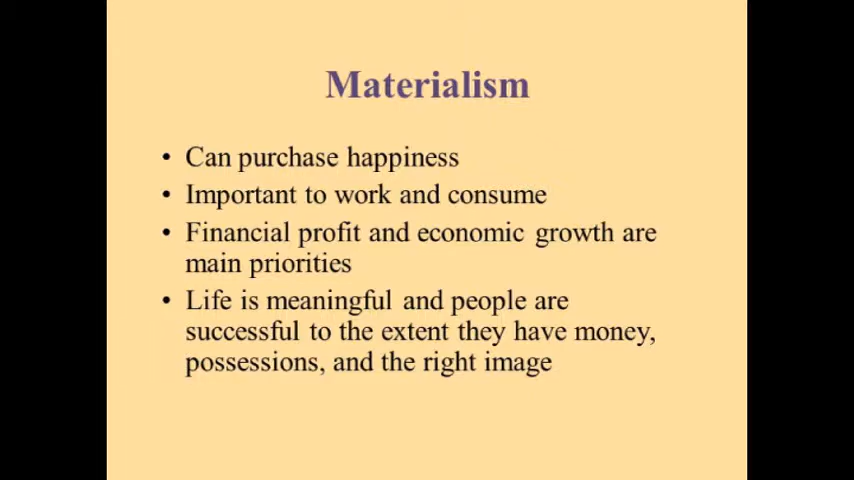 Materialism
• Can purchase happiness
• Important to work and consume
• Financial profit and economic growth are
main priorities
• Life is meaningful and people are
successful to the extent they have money,
possessions, and the right image